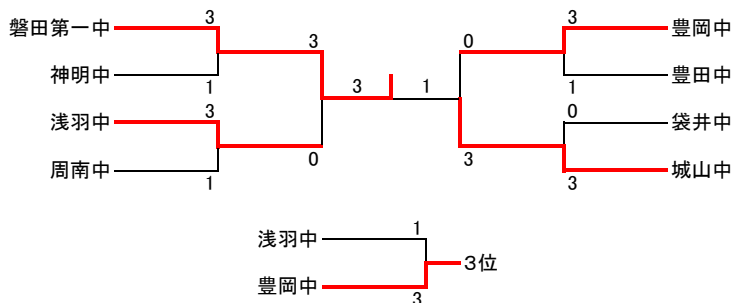 3 3
磐田第一中 3 0 豊岡中
神明中 1 3 1 1 豊田中
浅羽中 3 0 袋井中
周南中 1 0 3 3 城山中
浅羽中 1
3位
豊岡中 3